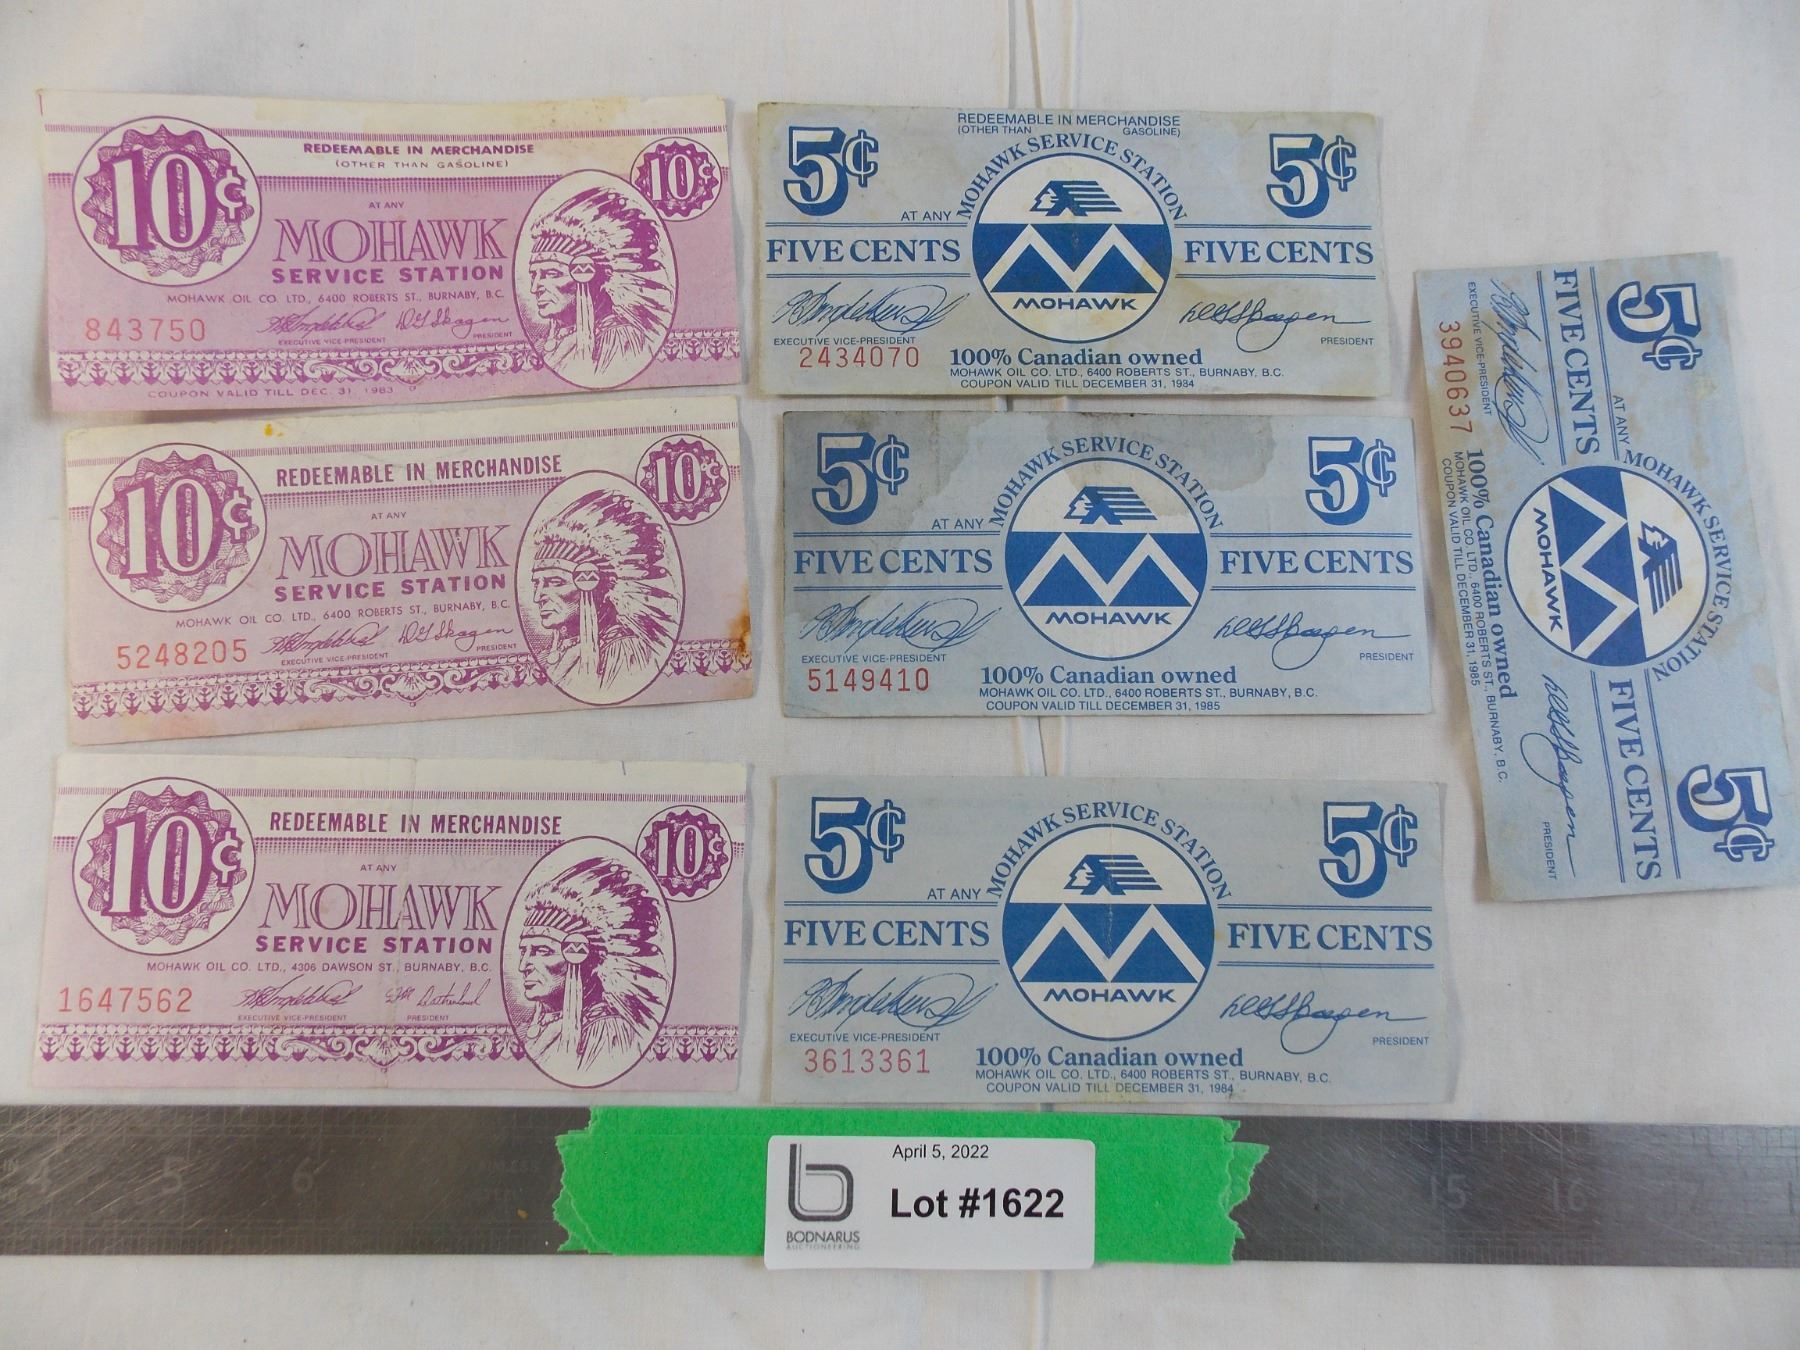 10¢
REDEEMABLE IN MERCHANDISE
(OTHER THAN GASOLINE)
10¢
AT ANY
MOHAWK
SERVICE STATION
MOHAWK OIL CO. LTD., 6400 ROBERTS ST., BURNABY, B.C.
843750
EXECUTIVE VICE-PRESIDENT
PRESIDENT
COUPON VALID TILL DEC. 31, 1983
10¢
REDEEMABLE IN MERCHANDISE
10¢
AT ANY
MOHAWK
SERVICE STATION
MOHAWK OIL CO. LTD., 6400 ROBERTS ST., BURNABY, B.C.
5248205
EXECUTIVE VICE-PRESIDENT
PRESIDENT
10¢
REDEEMABLE IN MERCHANDISE
10¢
AT ANY
MOHAWK
SERVICE STATION
MOHAWK OIL CO. LTD., 4306 DAWSON ST., BURNABY, B.C.
1647562
EXECUTIVE VICE-PRESIDENT
PRESIDENT
REDEEMABLE IN MERCHANDISE
(OTHER THAN GASOLINE)
5¢
5¢
AT ANY MOHAWK SERVICE STATION
FIVE CENTS
FIVE CENTS
MOHAWK
EXECUTIVE VICE-PRESIDENT
PRESIDENT
2434070
100% Canadian owned
MOHAWK OIL CO. LTD., 6400 ROBERTS ST., BURNABY, B.C.
COUPON VALID TILL DECEMBER 31, 1984
5¢
5¢
AT ANY MOHAWK SERVICE STATION
FIVE CENTS
FIVE CENTS
MOHAWK
EXECUTIVE VICE-PRESIDENT
PRESIDENT
5149410
100% Canadian owned
MOHAWK OIL CO. LTD., 6400 ROBERTS ST., BURNABY, B.C.
COUPON VALID TILL DECEMBER 31, 1985
5¢
5¢
AT ANY MOHAWK SERVICE STATION
FIVE CENTS
FIVE CENTS
MOHAWK
EXECUTIVE VICE-PRESIDENT
PRESIDENT
3613361
100% Canadian owned
MOHAWK OIL CO. LTD., 6400 ROBERTS ST., BURNABY, B.C.
COUPON VALID TILL DECEMBER 31, 1984
5¢
5¢
AT ANY MOHAWK SERVICE STATION
FIVE CENTS
FIVE CENTS
MOHAWK
EXECUTIVE VICE-PRESIDENT
PRESIDENT
3940637
100% Canadian owned
MOHAWK OIL CO. LTD., 6400 ROBERTS ST., BURNABY, B.C.
COUPON VALID TILL DECEMBER 31, 1985
4 5 6
15 16
April 5, 2022
Lot #1622
BODNARUS
AUCTIONEERING